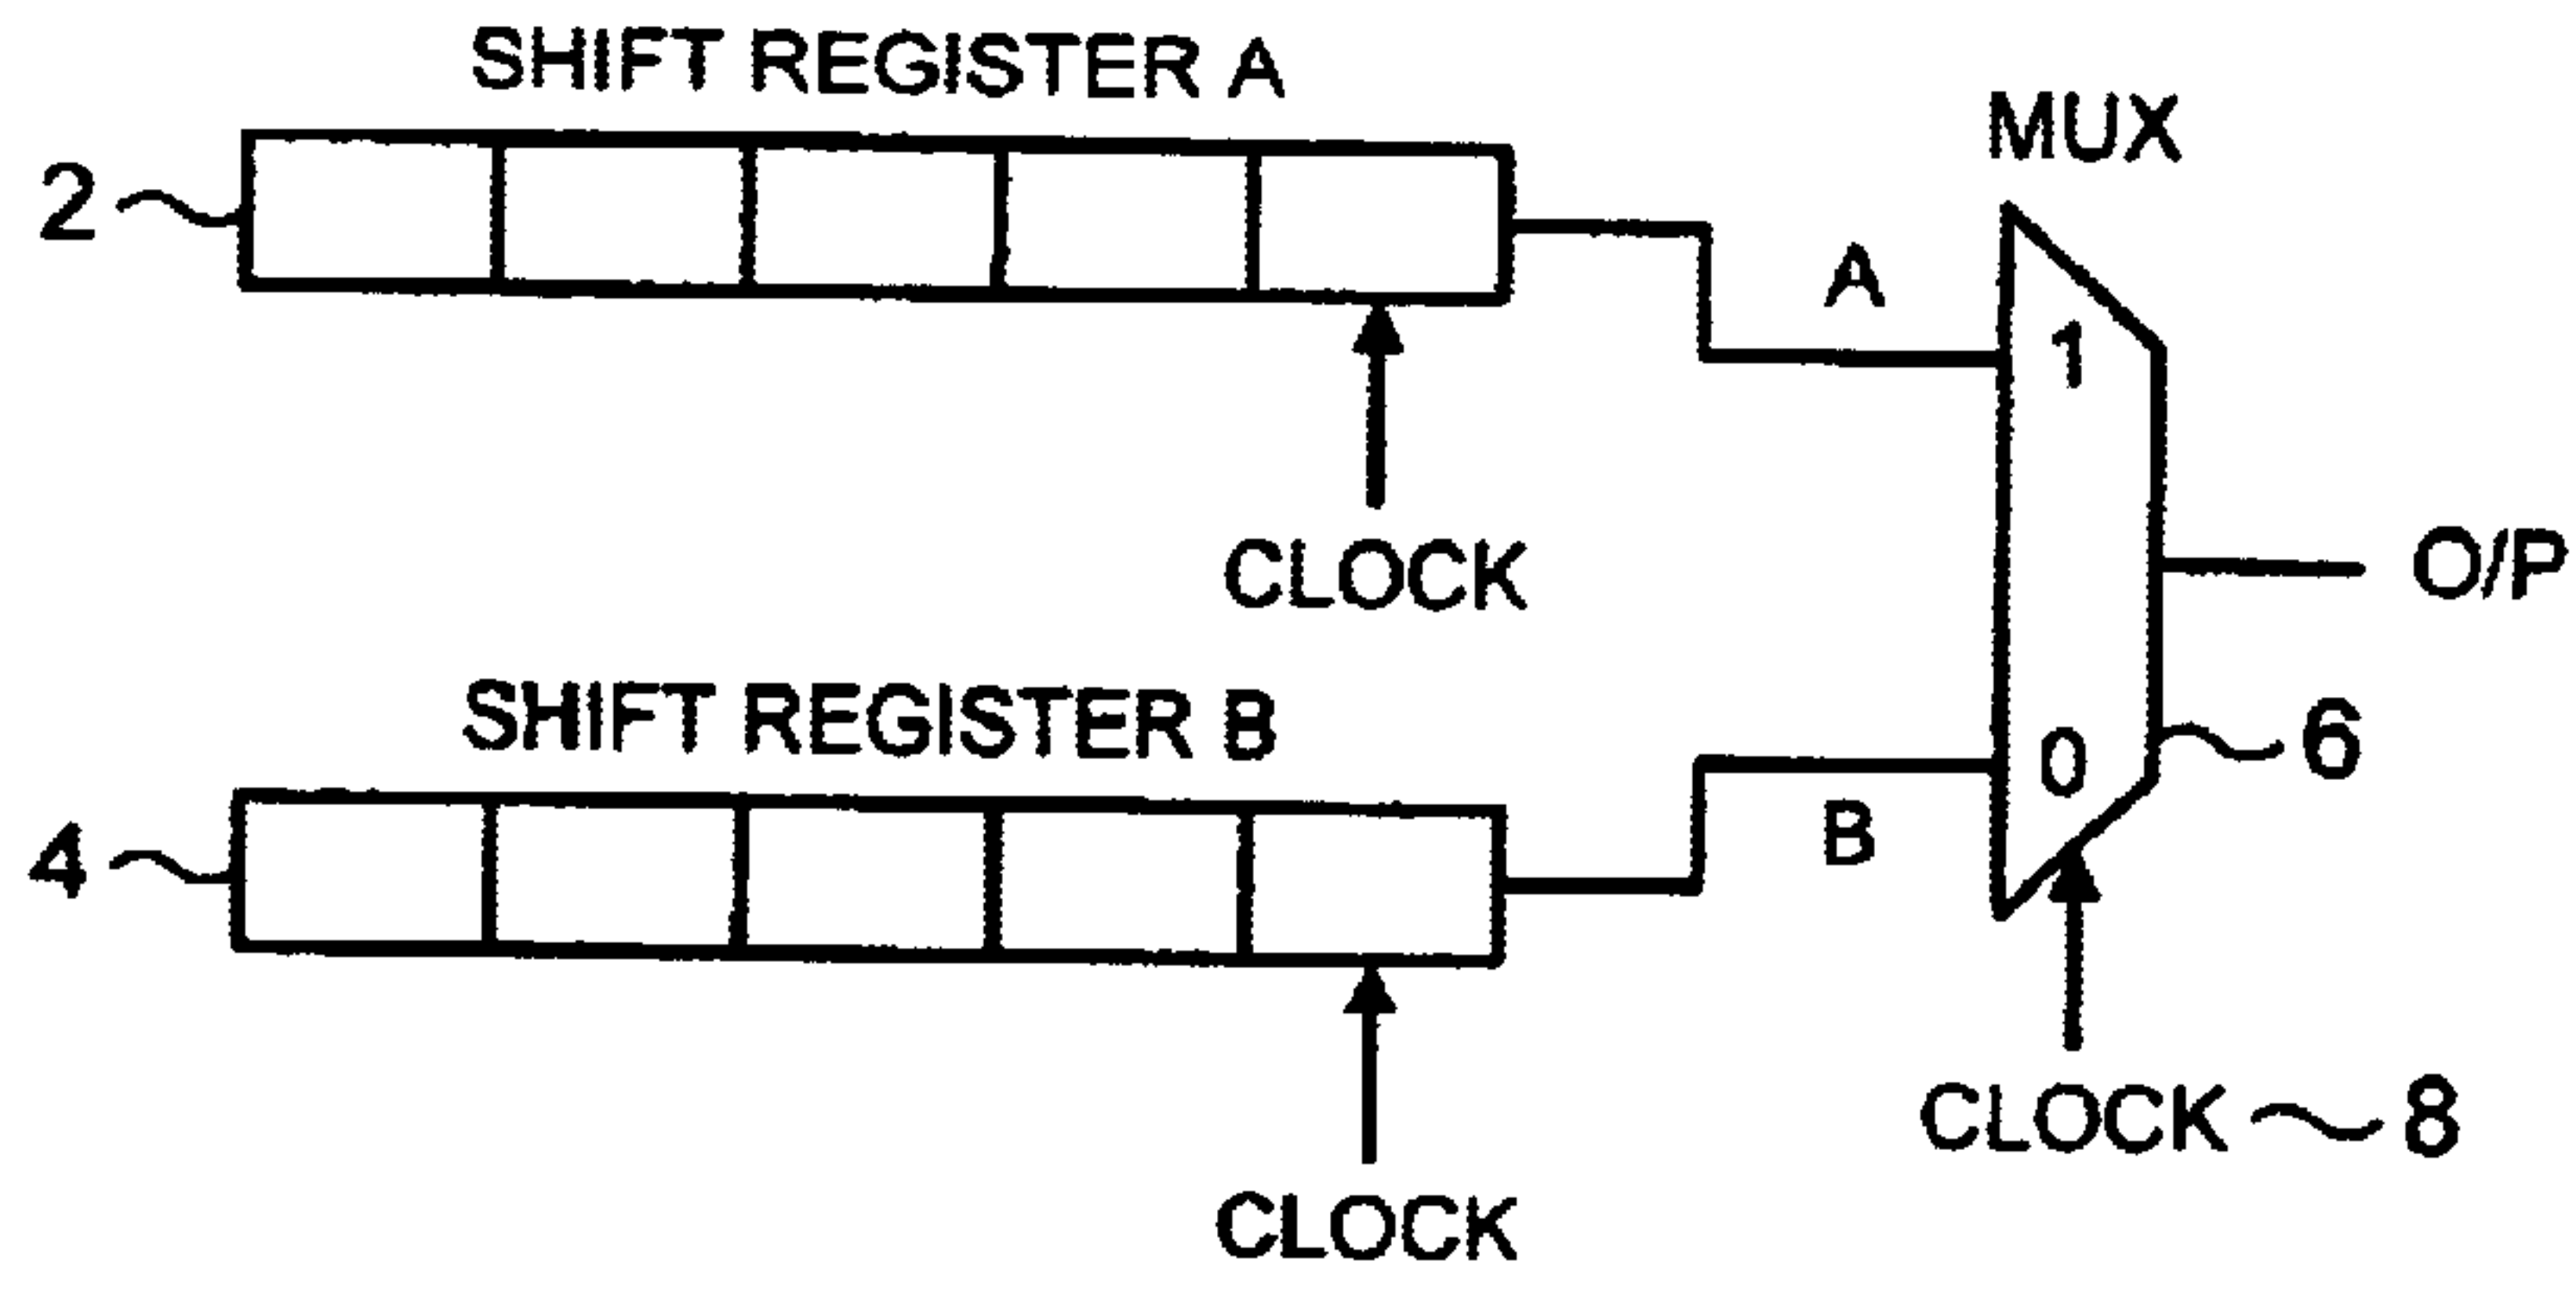 SHIFT REGISTER A
MUX
2
A
1
CLOCK
O/P
SHIFT REGISTER B
6
0
B
4
CLOCK
8
CLOCK